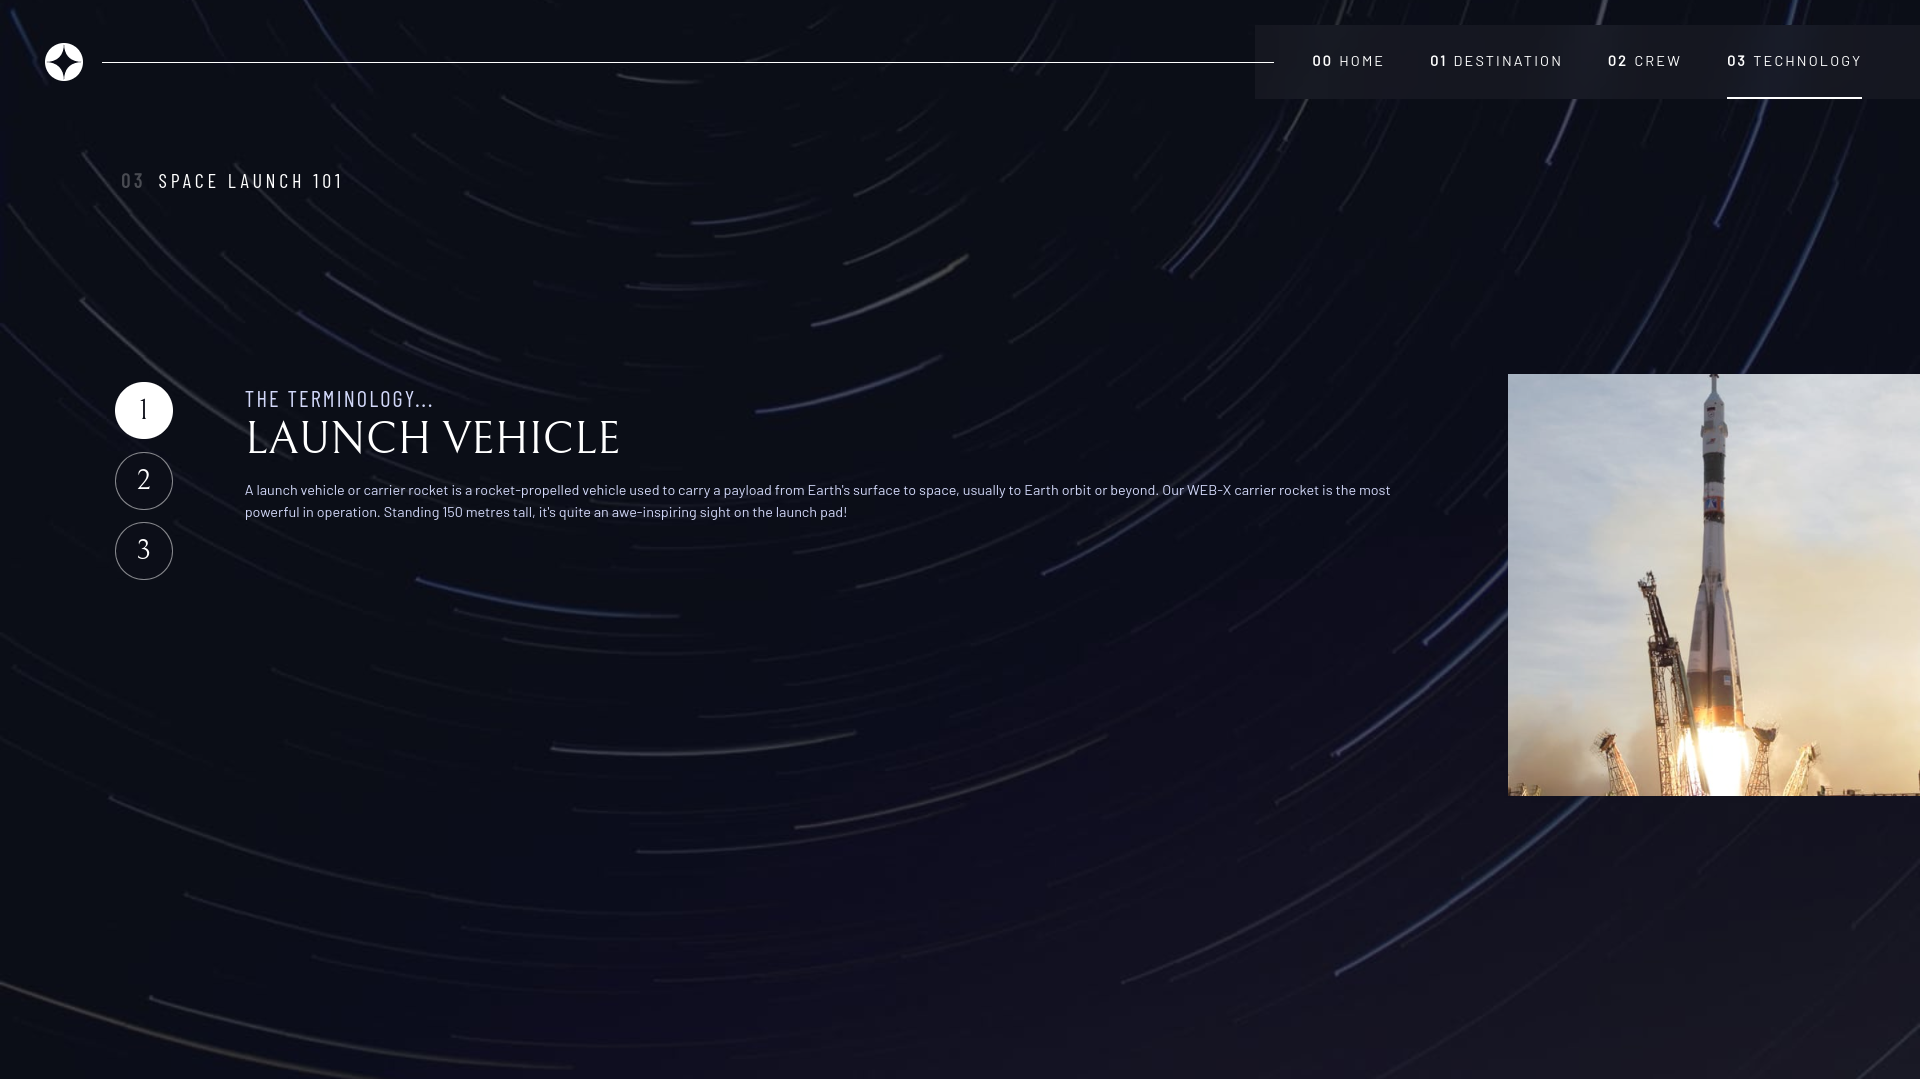 00 HOME
01 DESTINATION
02 CREW
03 TECHNOLOGY
03 SPACE LAUNCH 101
1
2
3
THE TERMINOLOGY...
LAUNCH VEHICLE
A launch vehicle or carrier rocket is a rocket-propelled vehicle used to carry a payload from Earth's surface to space, usually to Earth orbit or beyond. Our WEB-X carrier rocket is the most
powerful in operation. Standing 150 metres tall, it's quite an awe-inspiring sight on the launch pad!